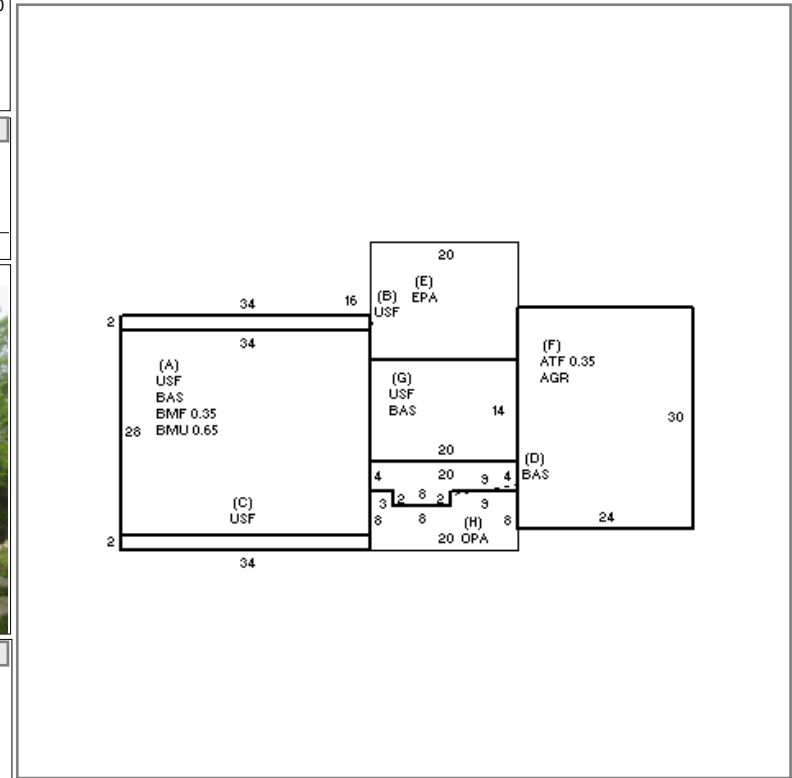 20
(E)
EPA
(B)
USF
34
16
2
34
(A)
USF
BAS
BMF 0.35
BMU 0.65
28
(F)
ATF 0.35
AGR
30
(G)
USF
BAS
14
20
(D)
BAS
4
20
9
4
3
2
8
2
9
8
8
(H)
8
20 OPA
(C)
USF
24
2
34